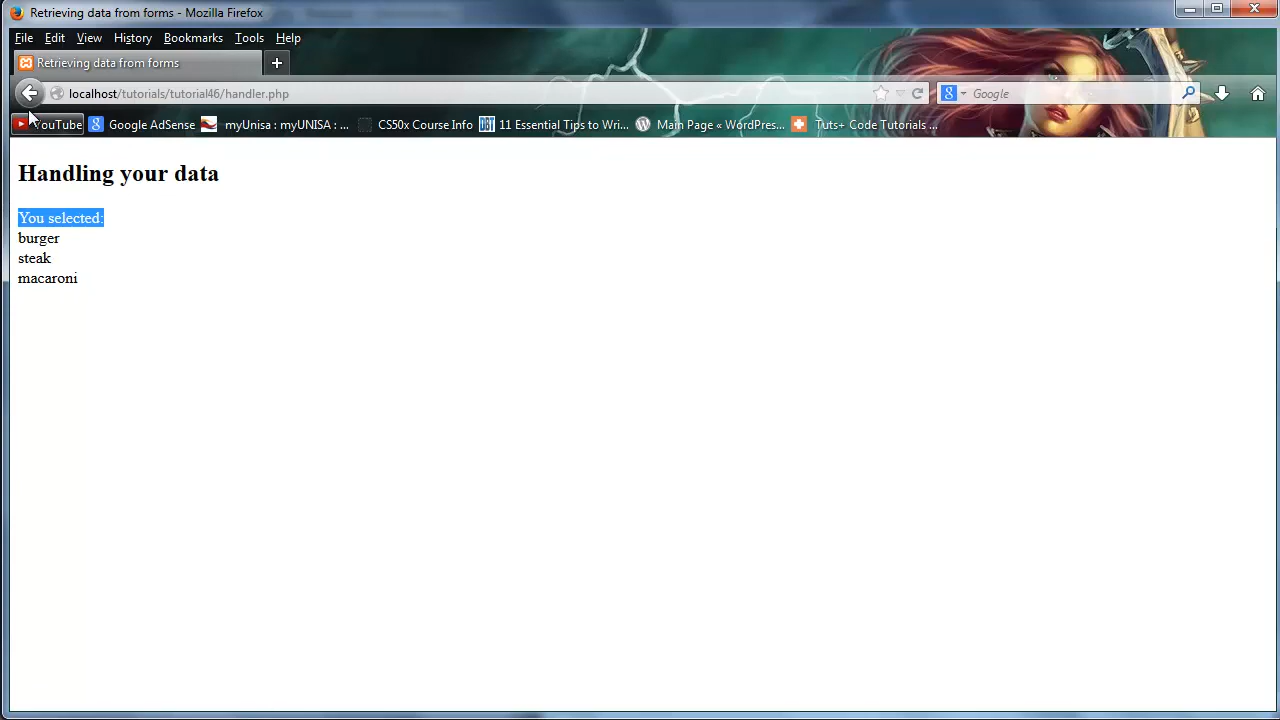 Retrieving data from forms - Mozilla Firefox
File Edit View History Bookmarks Tools Help
Retrieving data from forms
localhost/tutorials/tutorial46/handler.php
Google
YouTube Google AdSense myUnisa : myUNISA : ... CS50x Course Info DBT 11 Essential Tips to Wri... Main Page « WordPres... Tuts+ Code Tutorials ...
Handling your data
You selected:
burger
steak
macaroni